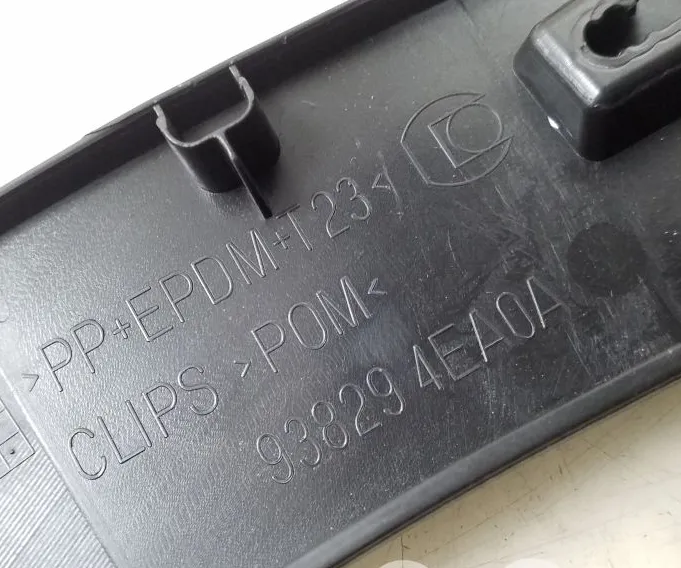 >PP+EPDM+T23<
CLIPS >POM<
93829 4EA0A